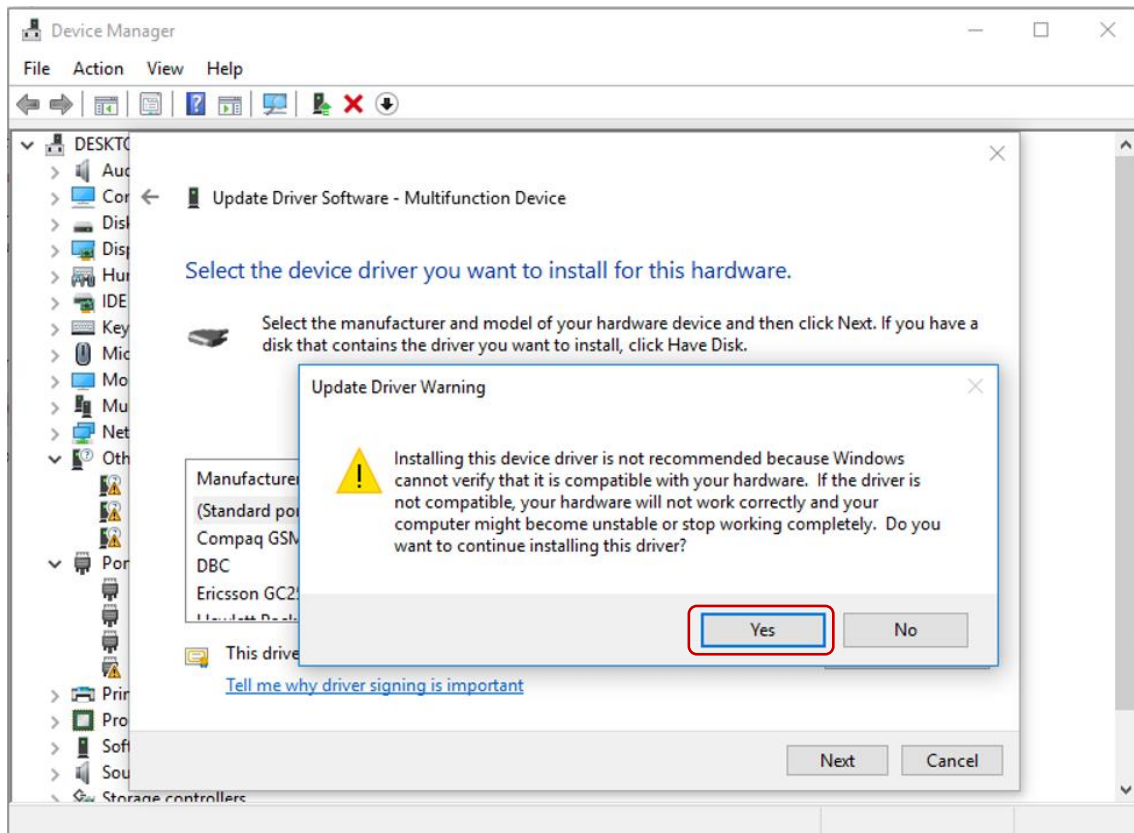 Device Manager
File Action View Help
DESKTO
Aud
Con
Disk
Disp
Hum
IDE
Key
Mic
Mo
Mu
Net
Oth
Por
Prin
Pro
Soft
Sou
Storage controllers
Update Driver Software - Multifunction Device
Select the device driver you want to install for this hardware.
Select the manufacturer and model of your hardware device and then click Next. If you have a
disk that contains the driver you want to install, click Have Disk.
Manufacturer
(Standard por
Compaq GSM
DBC
Ericsson GC25
This drive
Tell me why driver signing is important
Next
Cancel
Update Driver Warning
Installing this device driver is not recommended because Windows
cannot verify that it is compatible with your hardware. If the driver is
not compatible, your hardware will not work correctly and your
computer might become unstable or stop working completely. Do you
want to continue installing this driver?
Yes
No